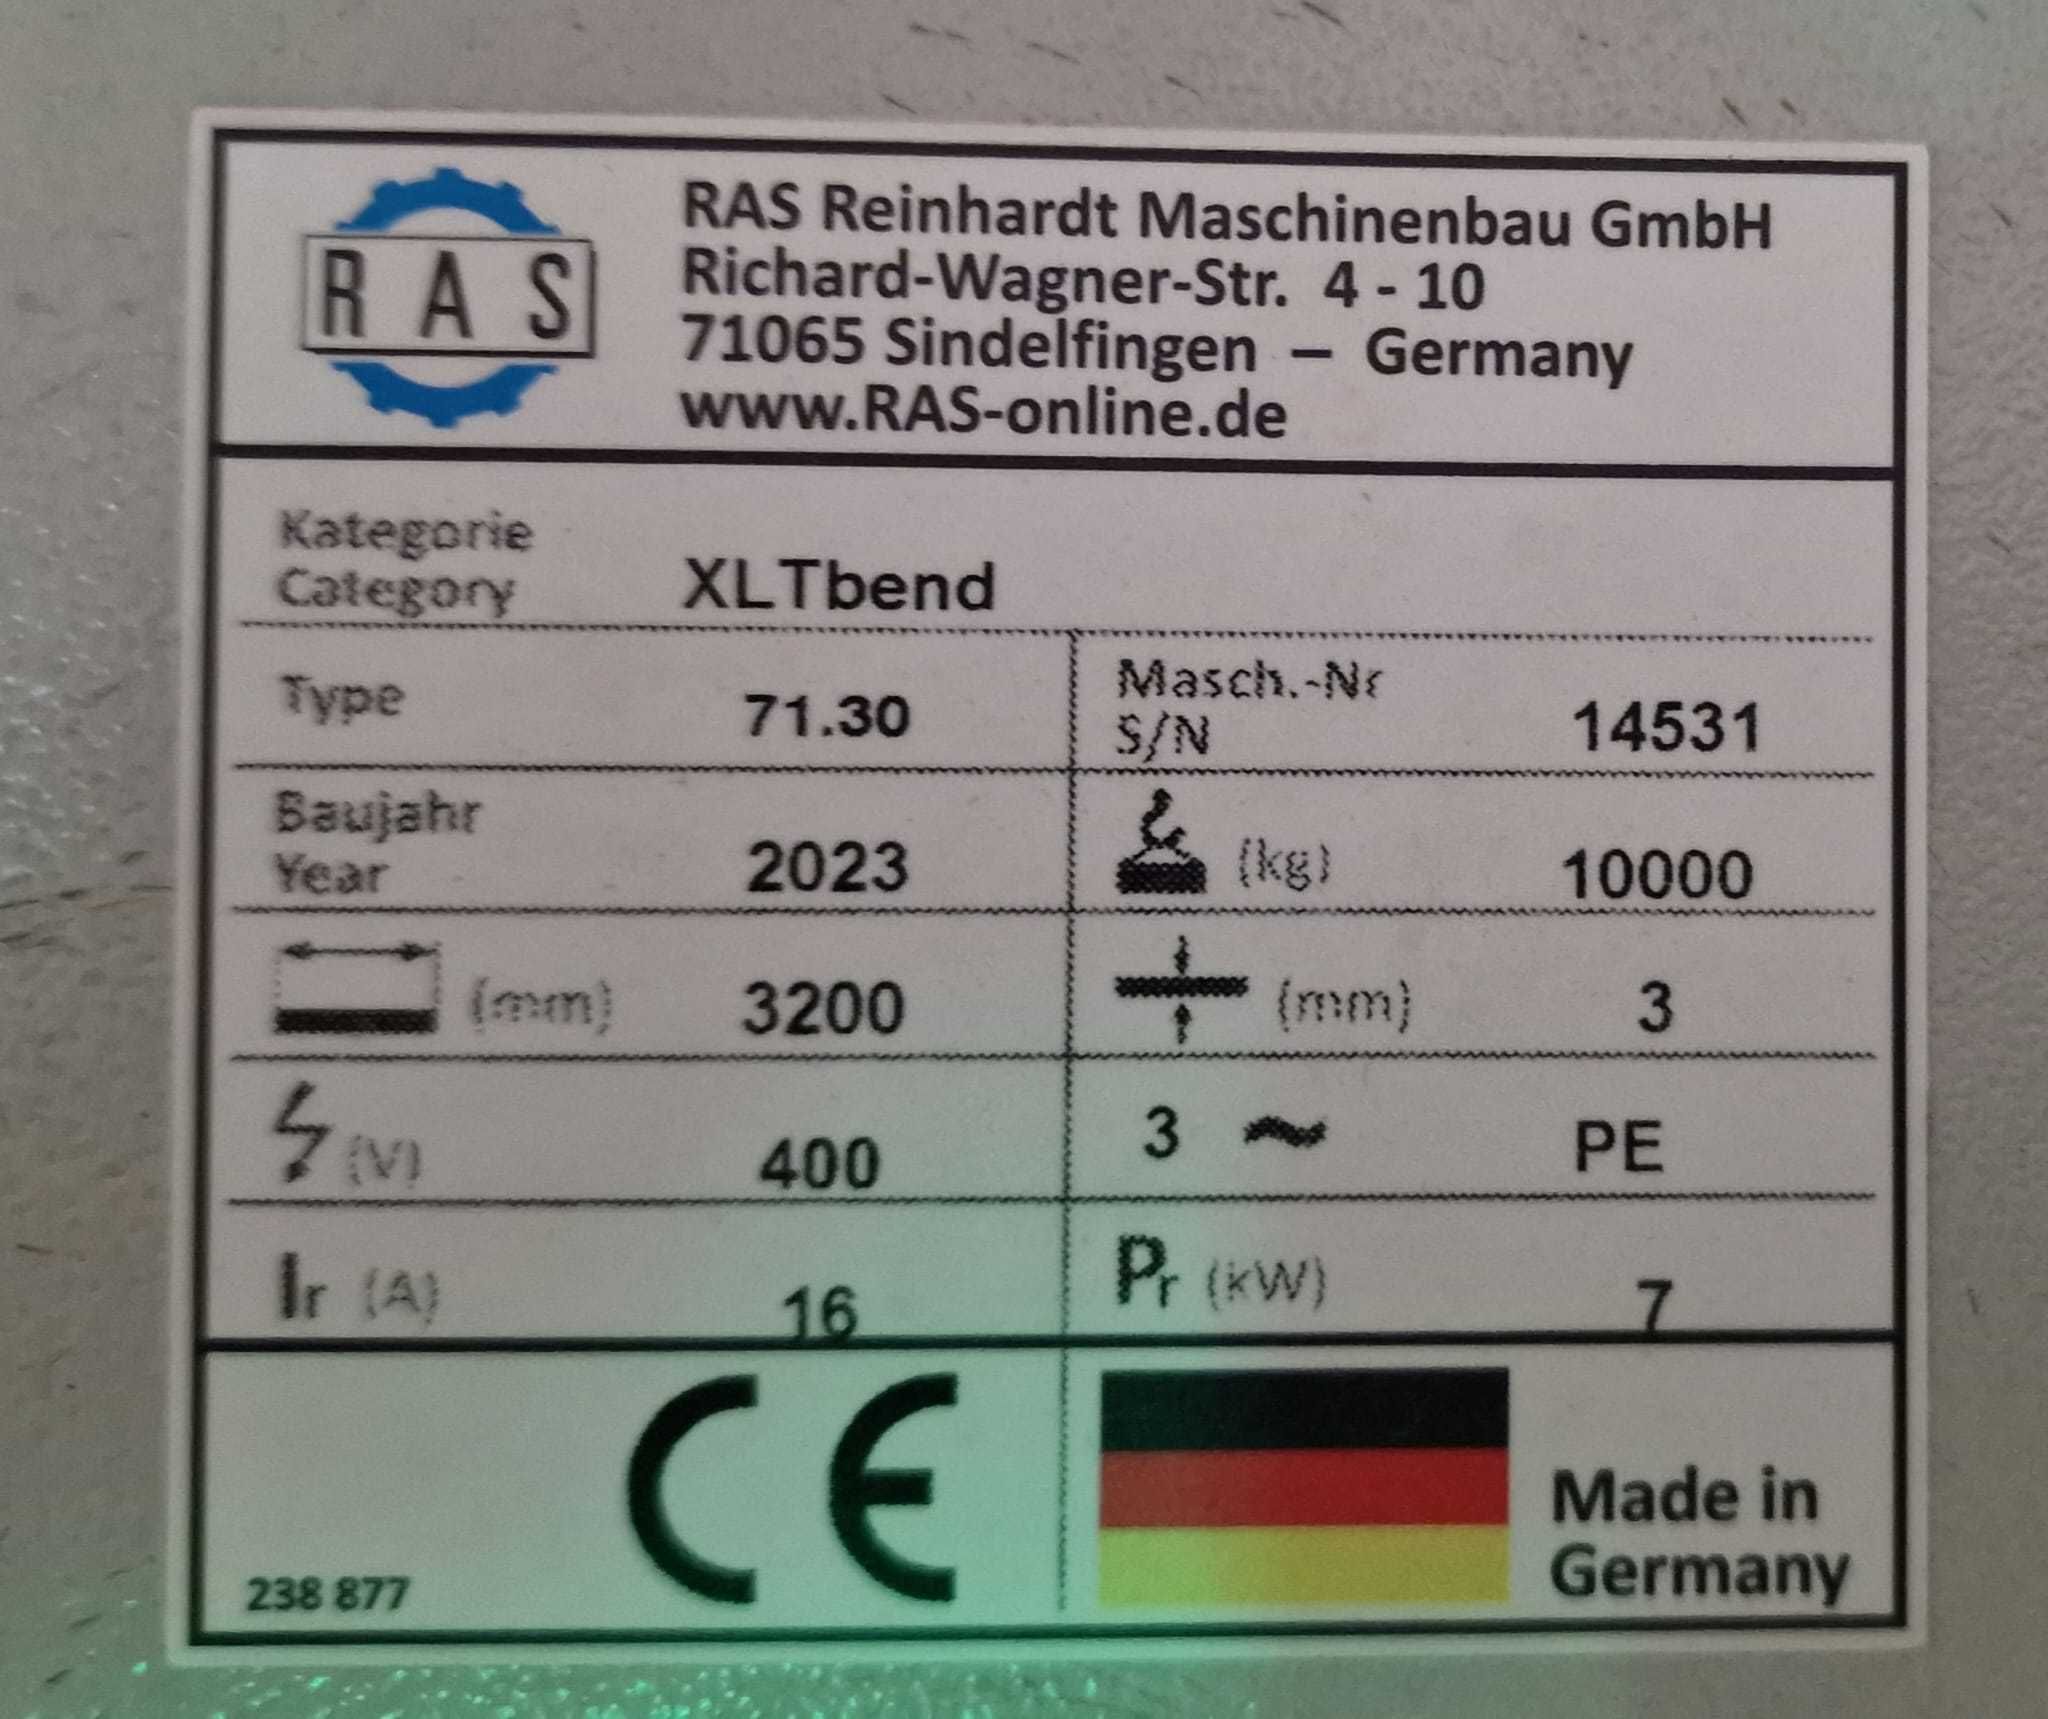 RAS
RAS Reinhardt Maschinenbau GmbH
Richard-Wagner-Str. 4 - 10
71065 Sindelfingen – Germany
www.RAS-online.de
Kategorie
Category XLTbend
Type 71.30
Masch.-Nr
S/N 14531
Baujahr
Year 2023
(kg) 10000
(mm) 3200
(mm) 3
(V) 400
3 ~ PE
Ir (A) 16
Pr (kW) 7
238 877
CE
Made in
Germany